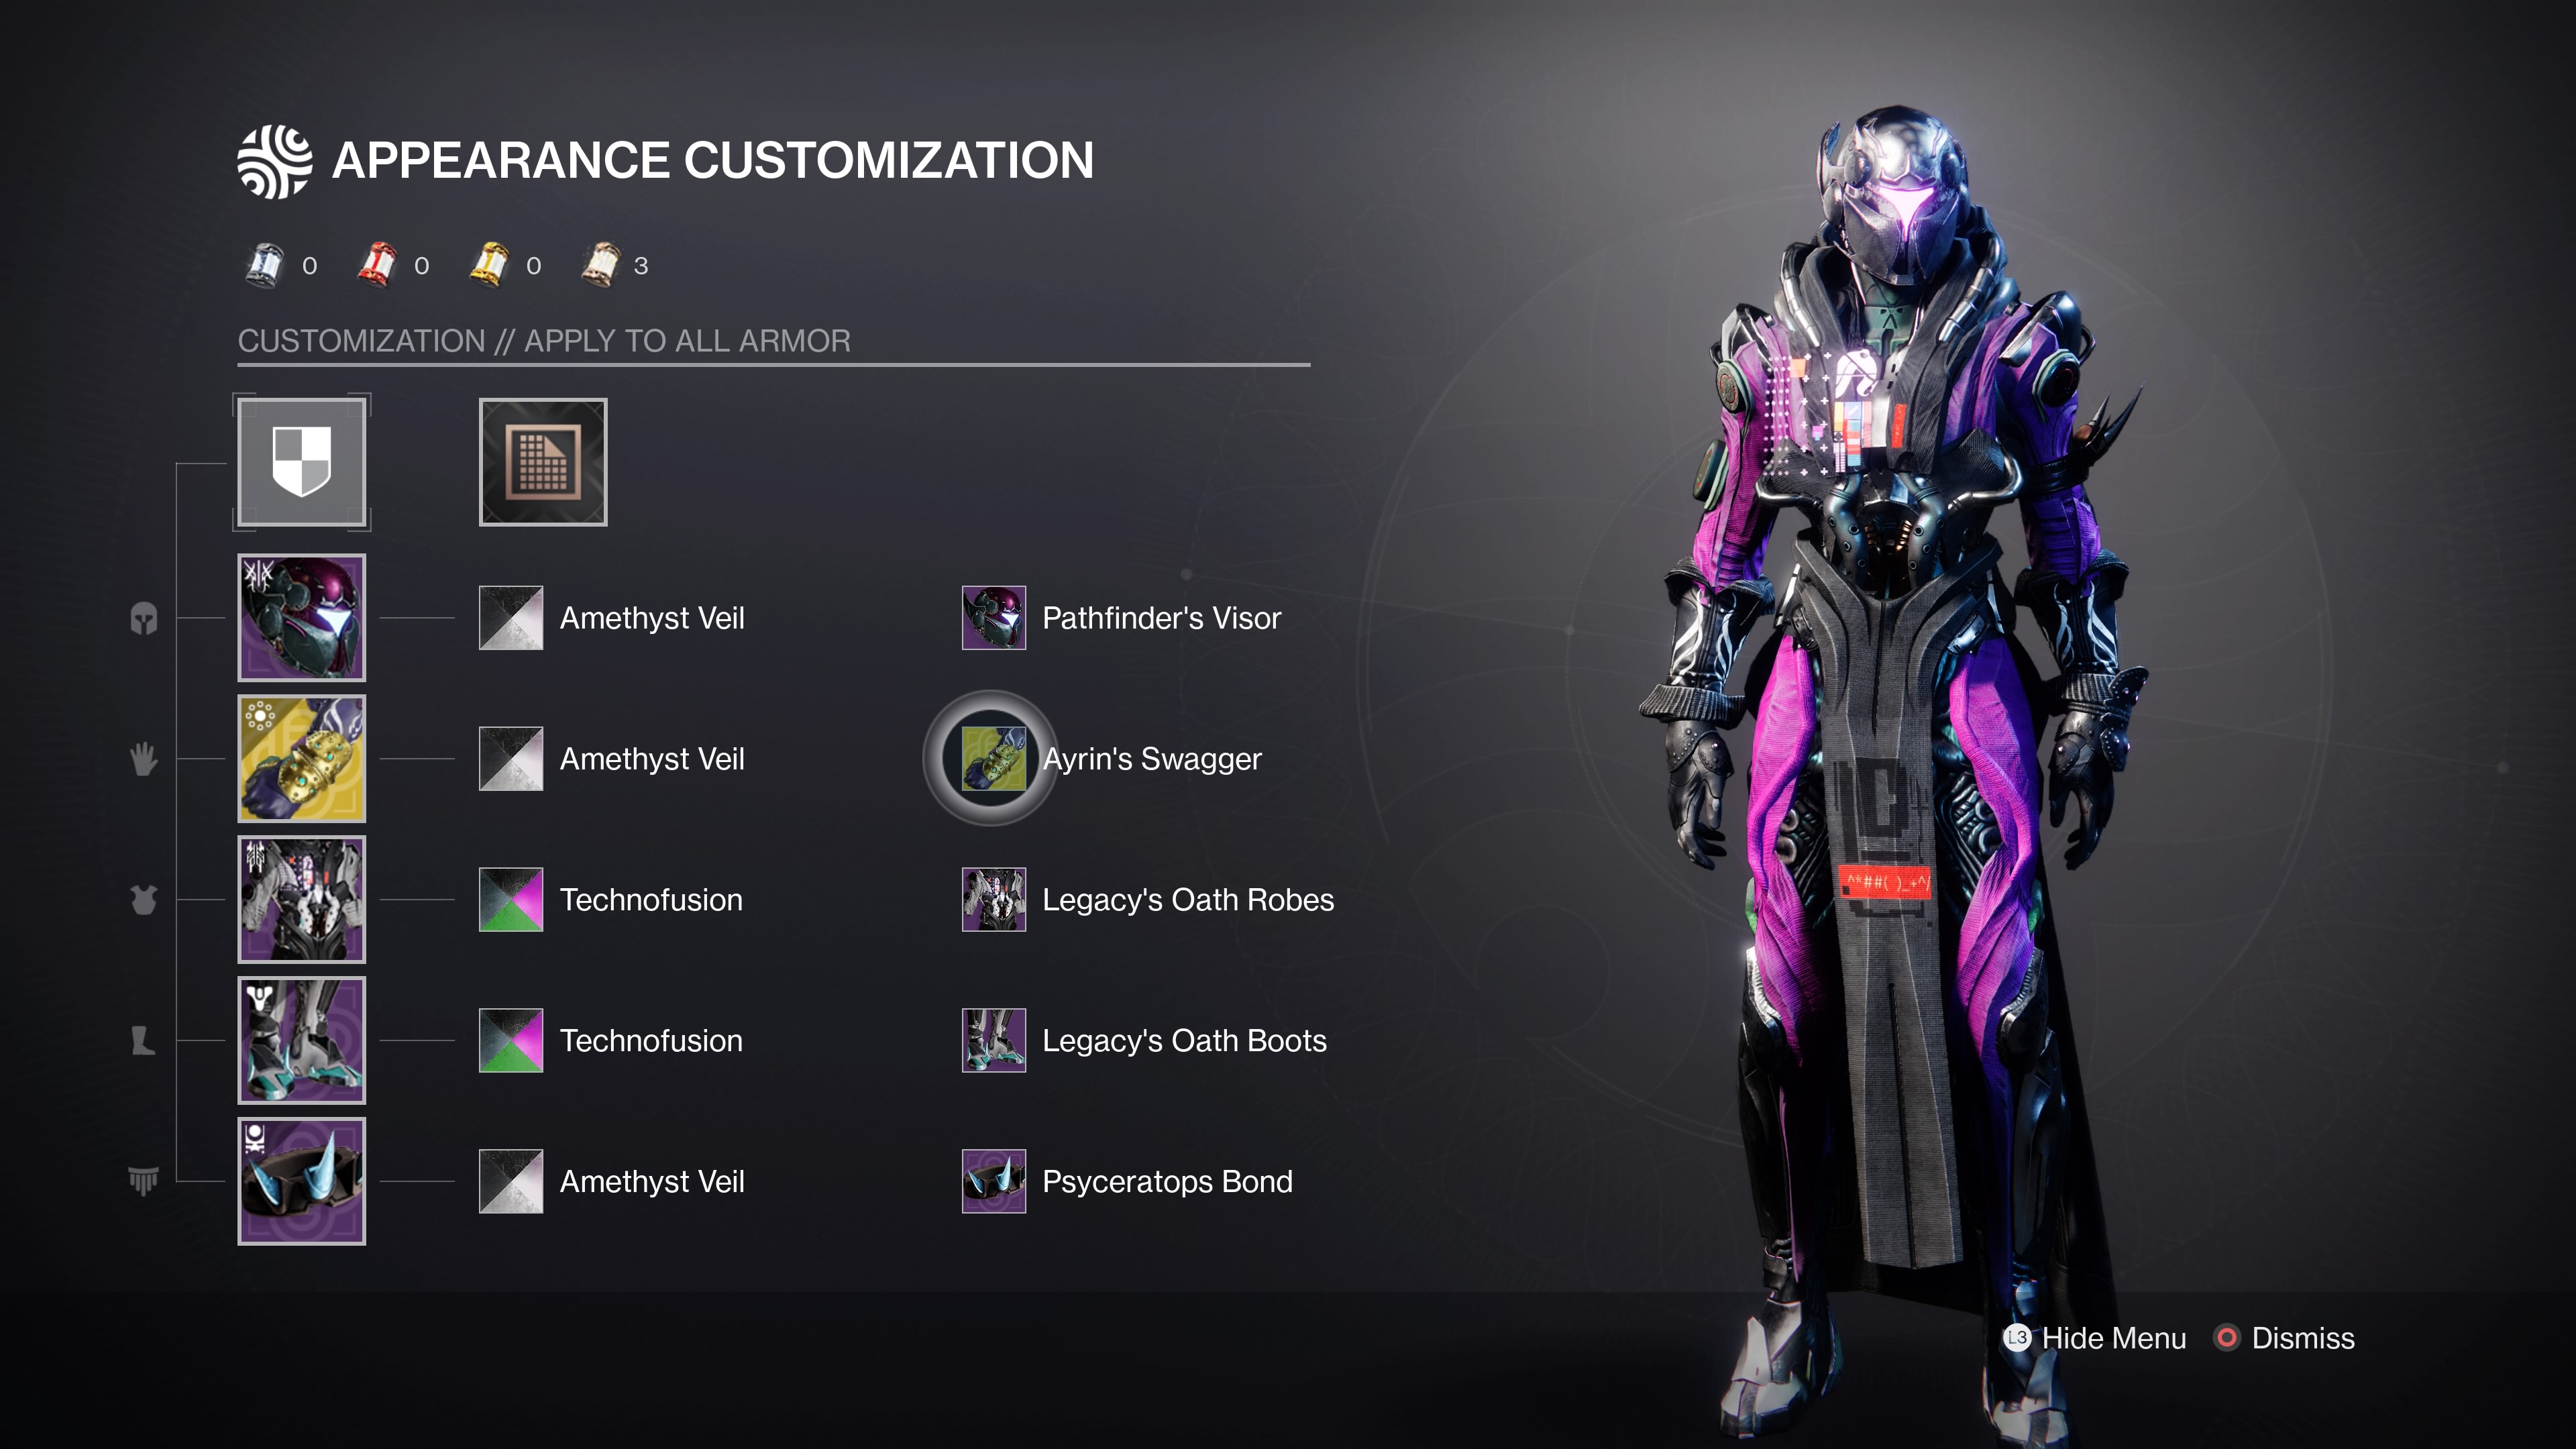 APPEARANCE CUSTOMIZATION
0 0 0 3
CUSTOMIZATION // APPLY TO ALL ARMOR
Amethyst Veil Pathfinder's Visor
Amethyst Veil Ayrin's Swagger
Technofusion Legacy's Oath Robes
^*##( )_+^/
Technofusion Legacy's Oath Boots
Amethyst Veil Psyceratops Bond
L3 Hide Menu Dismiss